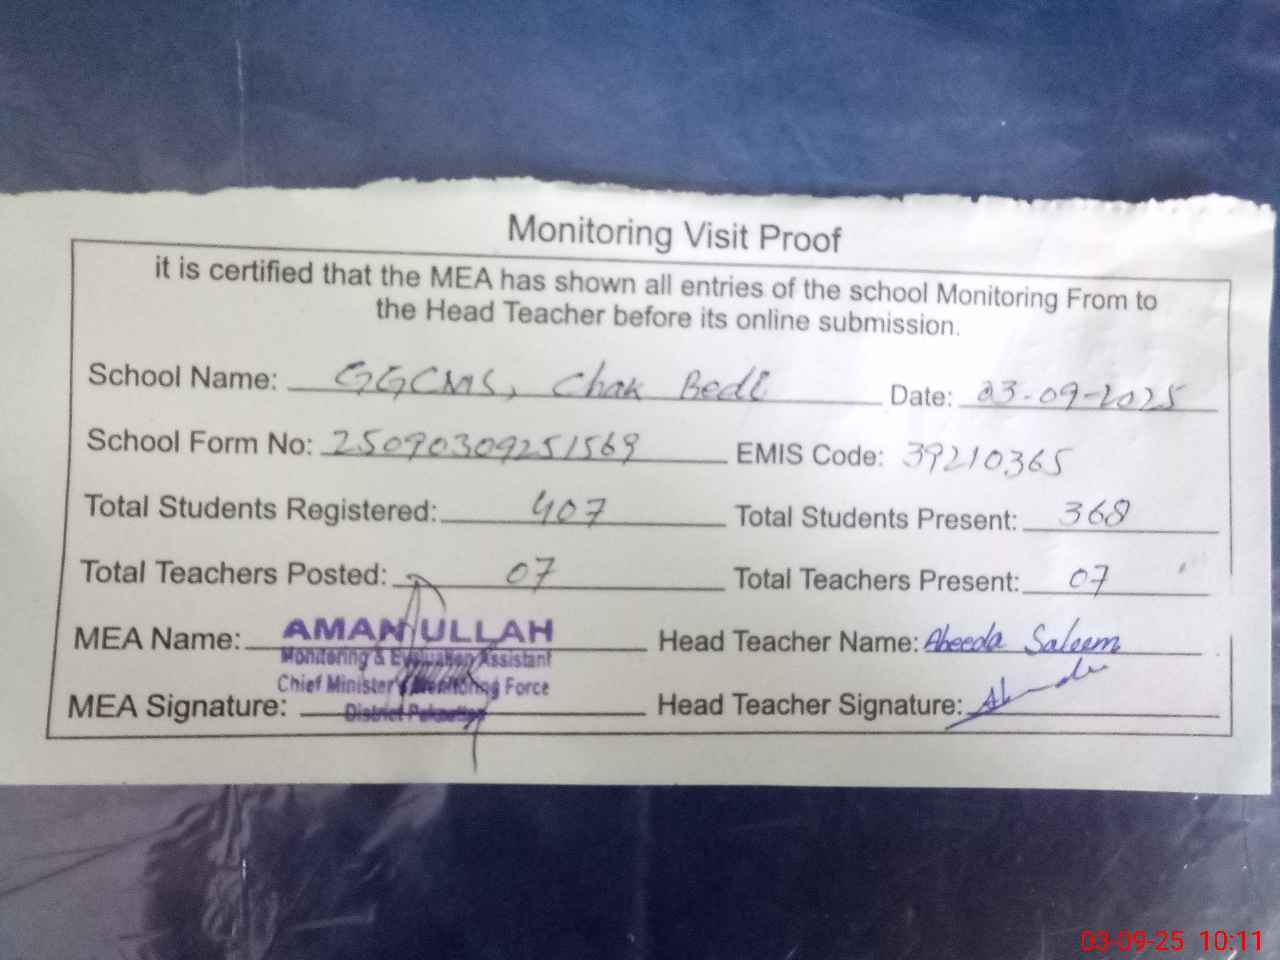 Monitoring Visit Proof
it is certified that the MEA has shown all entries of the school Monitoring From to
the Head Teacher before its online submission.
School Name: GGCMS, Chak Bedl Date: 03-09-2025
School Form No: 25090309251569 EMIS Code: 39210365
Total Students Registered: 407 Total Students Present: 368
Total Teachers Posted: 07 Total Teachers Present: 07
MEA Name: AMAN ULLAH Head Teacher Name: Abeeda Saleem
Monitoring & Evaluation Assistant
Chief Minister's Monitoring Force
MEA Signature: District Pakpattan Head Teacher Signature:
03-09-25 10:11